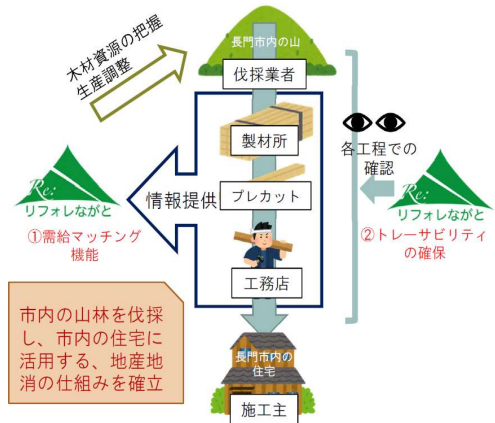 長門市内の山
伐採業者
木材資源の把握
生産調整
製材所
プレカット
工務店
情報提供
Re:
リフォレながと
①需給マッチング
機能
各工程での
確認
Re:
リフォレながと
②トレーサビリティ
の確保
市内の山林を伐採
し、市内の住宅に
活用する、地産地
消の仕組みを確立
長門市内の
住宅
施工主